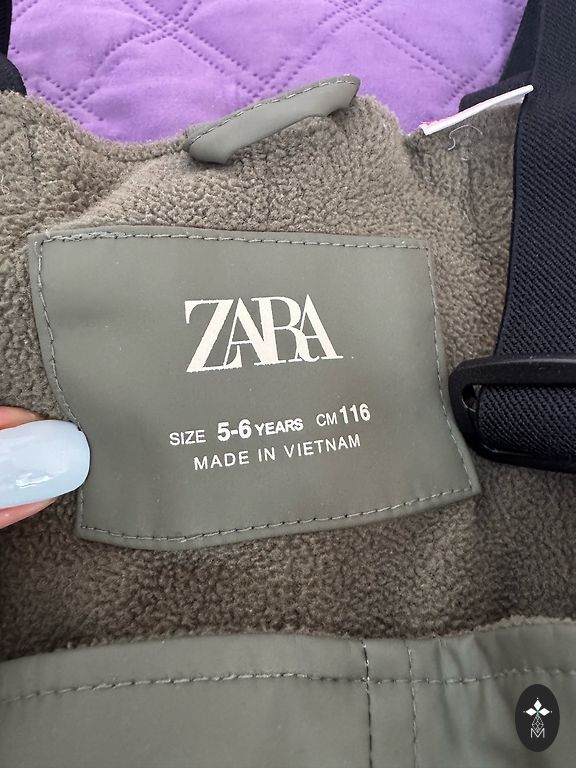 ZARA
SIZE 5-6 YEARS CM 116
MADE IN VIETNAM
M